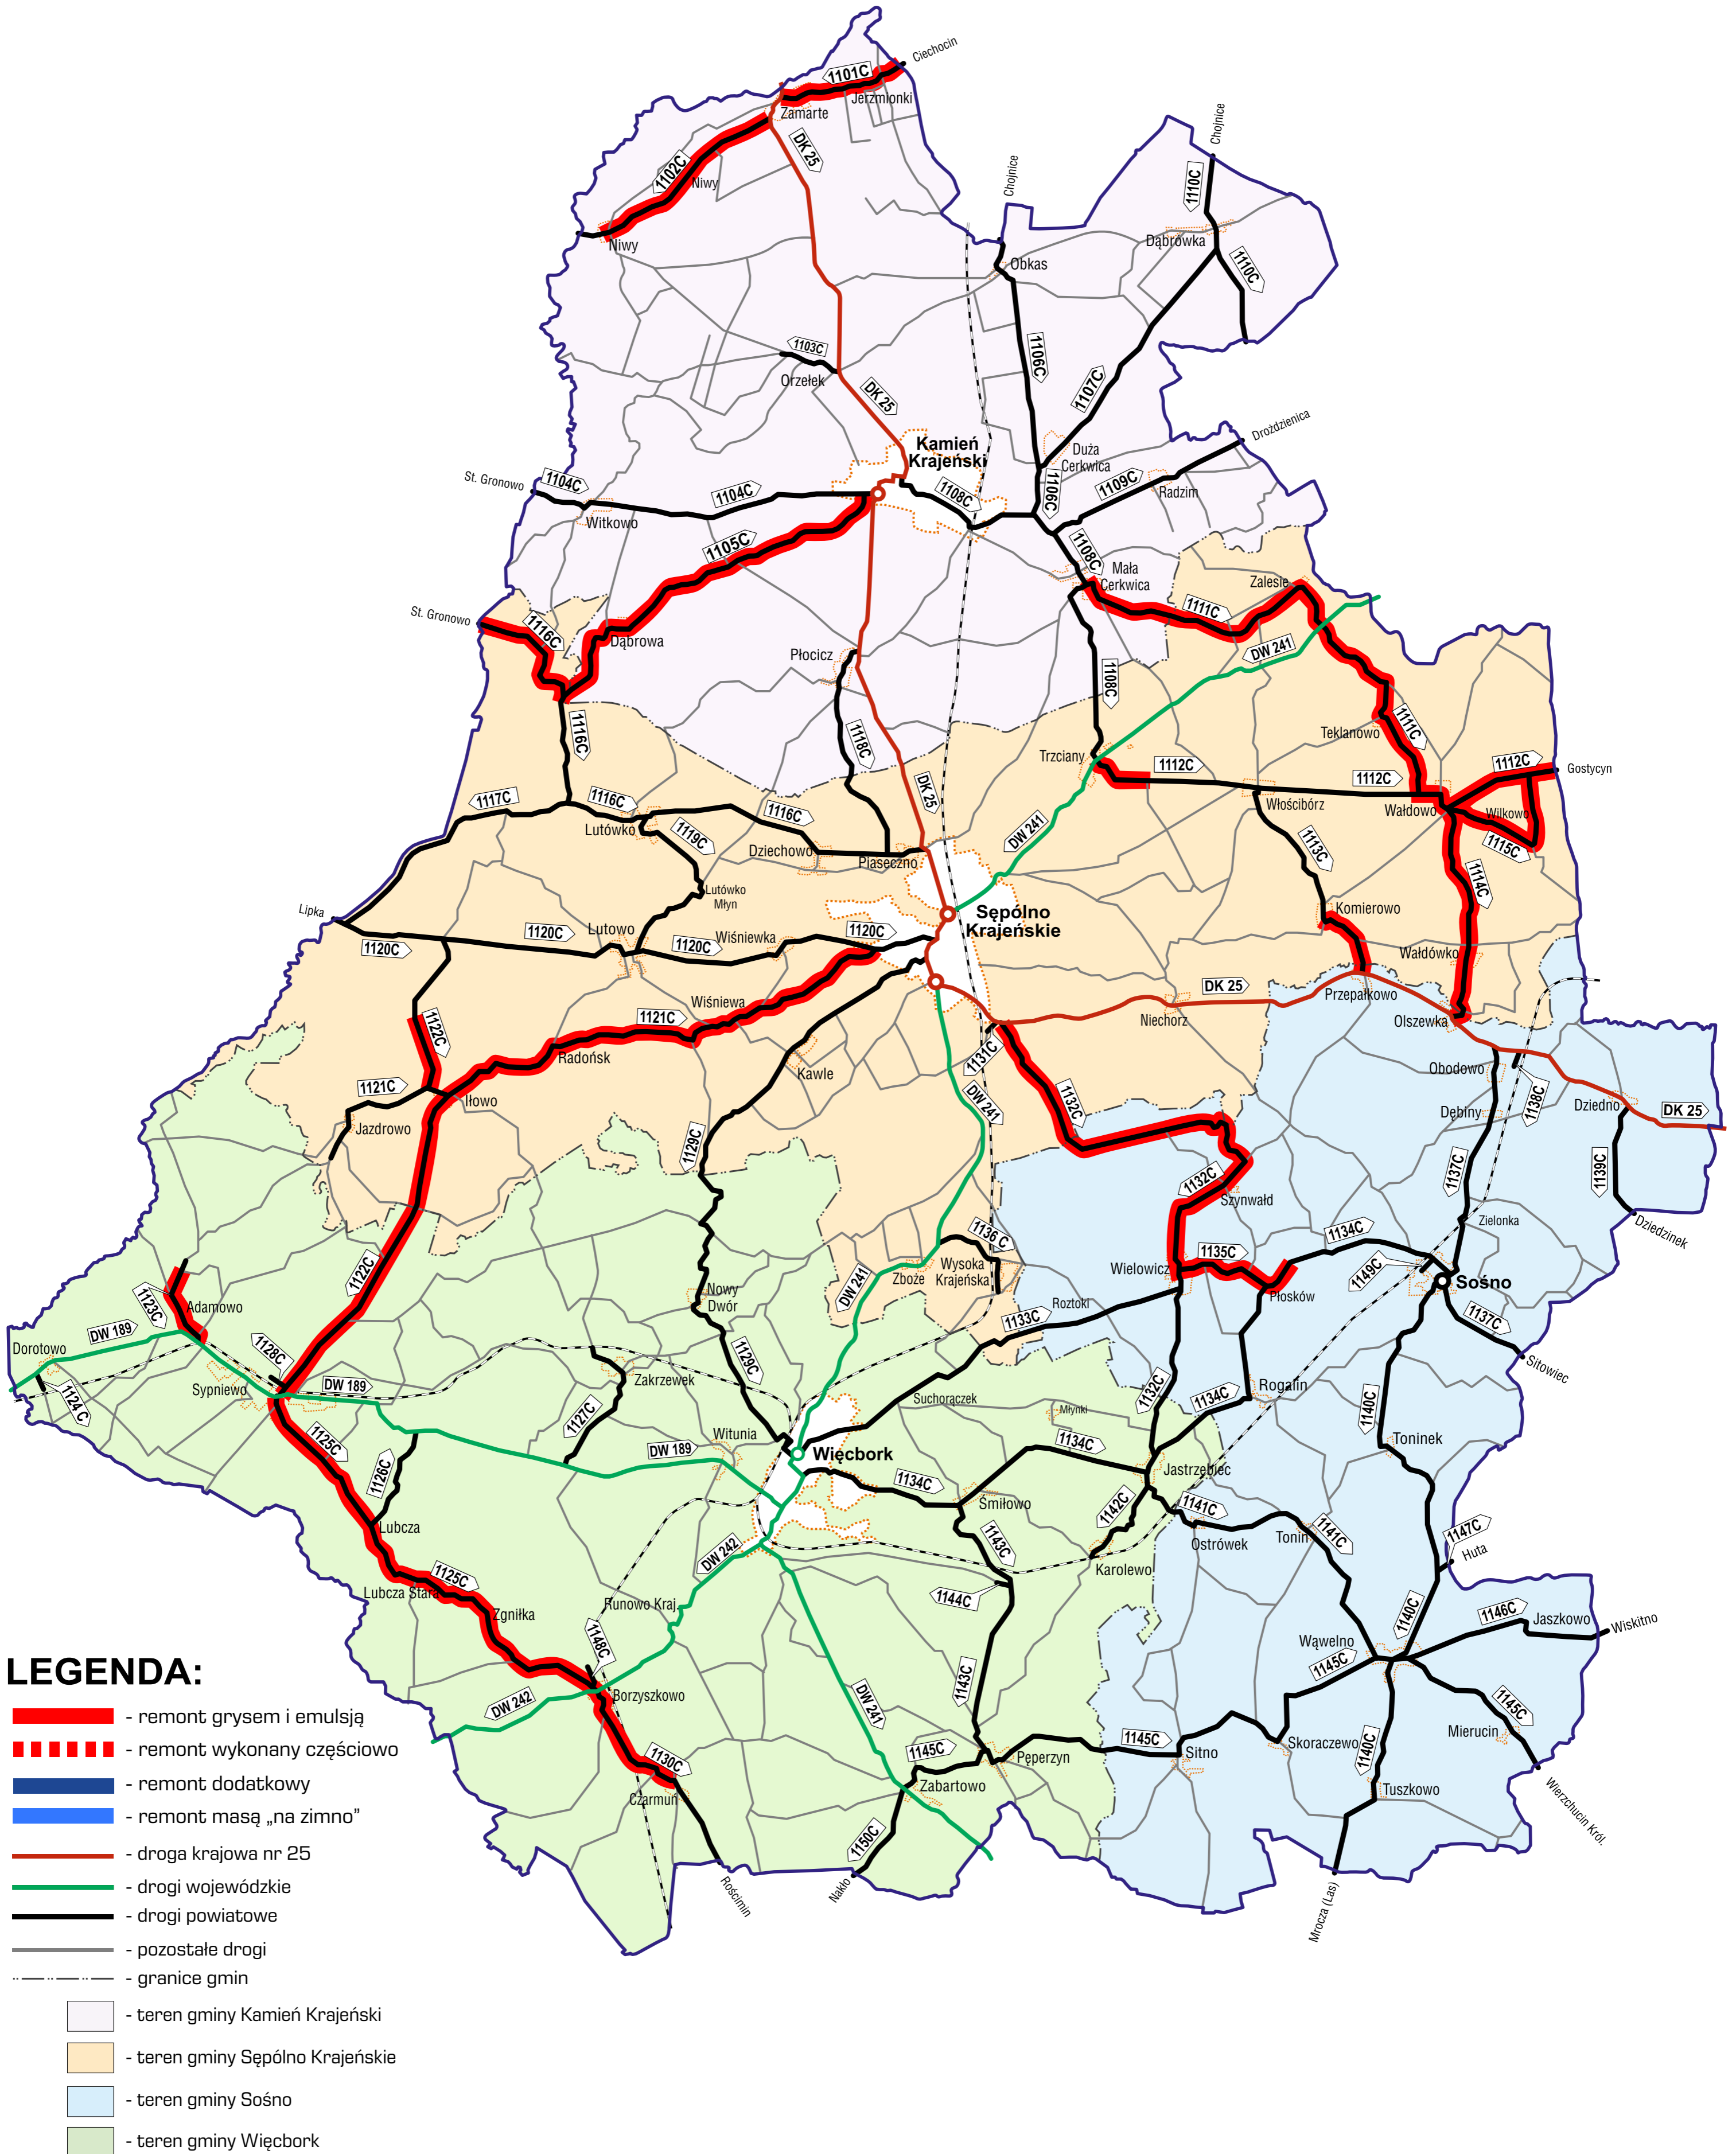 Ciechocin
1101C
Jerzmionki
Zamarte
DK 25
1102C
Niwy
Niwy
Chojnice
Chojnice
1110C
Dąbrówka
1110C
Obkas
1103C
Orzełek
1106C
1107C
DK 25
Kamień
Krajeński
Duża
Cerkwica
Drożdzienica
St. Gronowo
1104C
1104C
1108C
1106C
1109C
Radzim
Witkowo
1105C
1108C
Mała
Cerkwica
Zalesie
1111C
St. Gronowo
1116C
Dąbrowa
Płocicz
DW 241
1108C
1116C
1118C
Teklanowo
1111C
Trzciany
1112C
1112C
1112C
Gostycyn
DK 25
1117C
1116C
1116C
Włościbórz
Wałdowo
Wilkowo
Lutówko
1119C
Dziechowo
Piaseczno
DW 241
1113C
1115C
1114C
Lutówko
Młyn
Lipka
Sępólno
Krajeńskie
Komierowo
1120C
1120C
Lutowo
1120C
Wiśniewka
1120C
Wałdówko
DK 25
Przepałkowo
Wiśniewa
1121C
Niechorz
Olszewka
1122C
Radońsk
1131C
Kawle
Obodowo
1138C
1121C
Iłowo
DW 241
1132C
Dębiny
Dziedno
DK 25
Jazdrowo
1129C
1137C
1139C
1132C
Szynwałd
Zielonka
Dziedzinek
1136 C
1134C
1122C
Zboże
Wysoka
Krajeńska
Wielowicz
1135C
1149C
Sośno
1123C
Adamowo
DW 241
Nowy
Dwór
Roztoki
Płosków
1133C
1137C
DW 189
Dorotowo
1128C
1129C
Sitowiec
1124 C
Sypniewo
DW 189
Zakrzewek
Suchorączek
1132C
1134C
Rogalin
1140C
Młynki
1127C
Witunia
1125C
DW 189
Więcbork
1134C
Toninek
1126C
1134C
Jastrzębiec
Śmiłowo
1142C
1141C
Lubcza
Ostrówek
Tonin
1141C
1147C
Huta
DW 242
1143C
Karolewo
1125C
Lubcza Stara
Zgniłka
Runowo Kraj.
1144C
1140C
1146C
Jaszkowo
Wiskitno
1148C
Wąwelno
1145C
DW 242
Borzyszkowo
DW 241
1143C
1145C
Mierucin
1130C
1145C
Pęperzyn
1145C
Sitno
Skoraczewo
1140C
Czarmuń
Zabartowo
Tuszkowo
Wierzchucin Król.
1150C
Rościmin
Nakło
Mrocza (Las)
LEGENDA:
- remont grysem i emulsją
- remont wykonany częściowo
- remont dodatkowy
- remont masą „na zimno”
- droga krajowa nr 25
- drogi wojewódzkie
- drogi powiatowe
- pozostałe drogi
- granice gmin
- teren gminy Kamień Krajeński
- teren gminy Sępólno Krajeńskie
- teren gminy Sośno
- teren gminy Więcbork